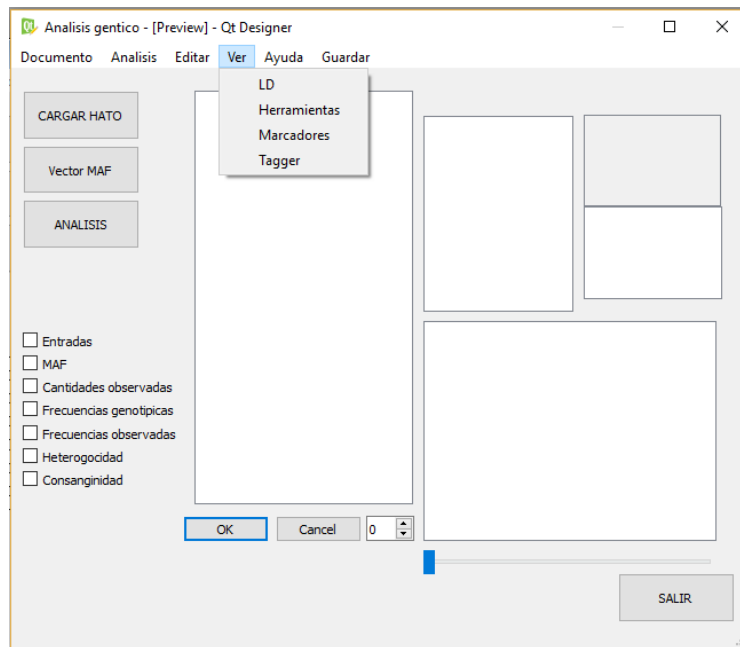 Analisis gentico - [Preview] - Qt Designer
Documento Analisis Editar Ver Ayuda Guardar
LD
Herramientas
Marcadores
Tagger
CARGAR HATO
Vector MAF
ANALISIS
Entradas
MAF
Cantidades observadas
Frecuencias genotipicas
Frecuencias observadas
Heterogocidad
Consanginidad
OK Cancel 0
SALIR